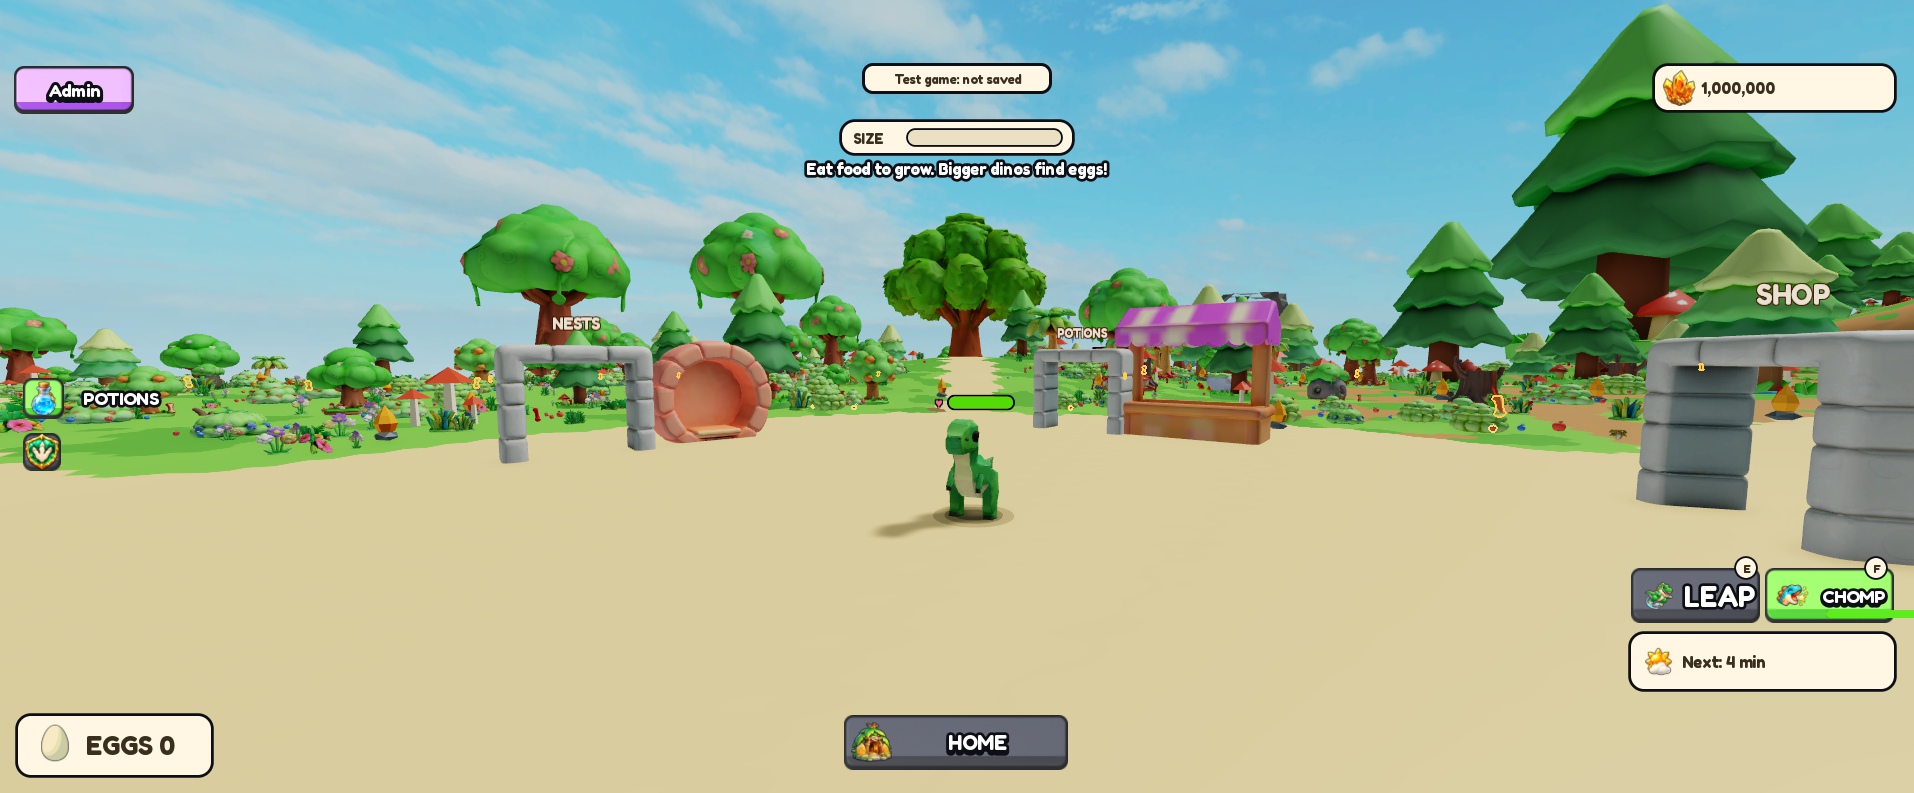 Admin
Test game: not saved
1,000,000
SIZE
Eat food to grow. Bigger dinos find eggs!
SHOP
NESTS
POTIONS
POTIONS
E
F
LEAP
CHOMP
Next: 4 min
EGGS 0
HOME